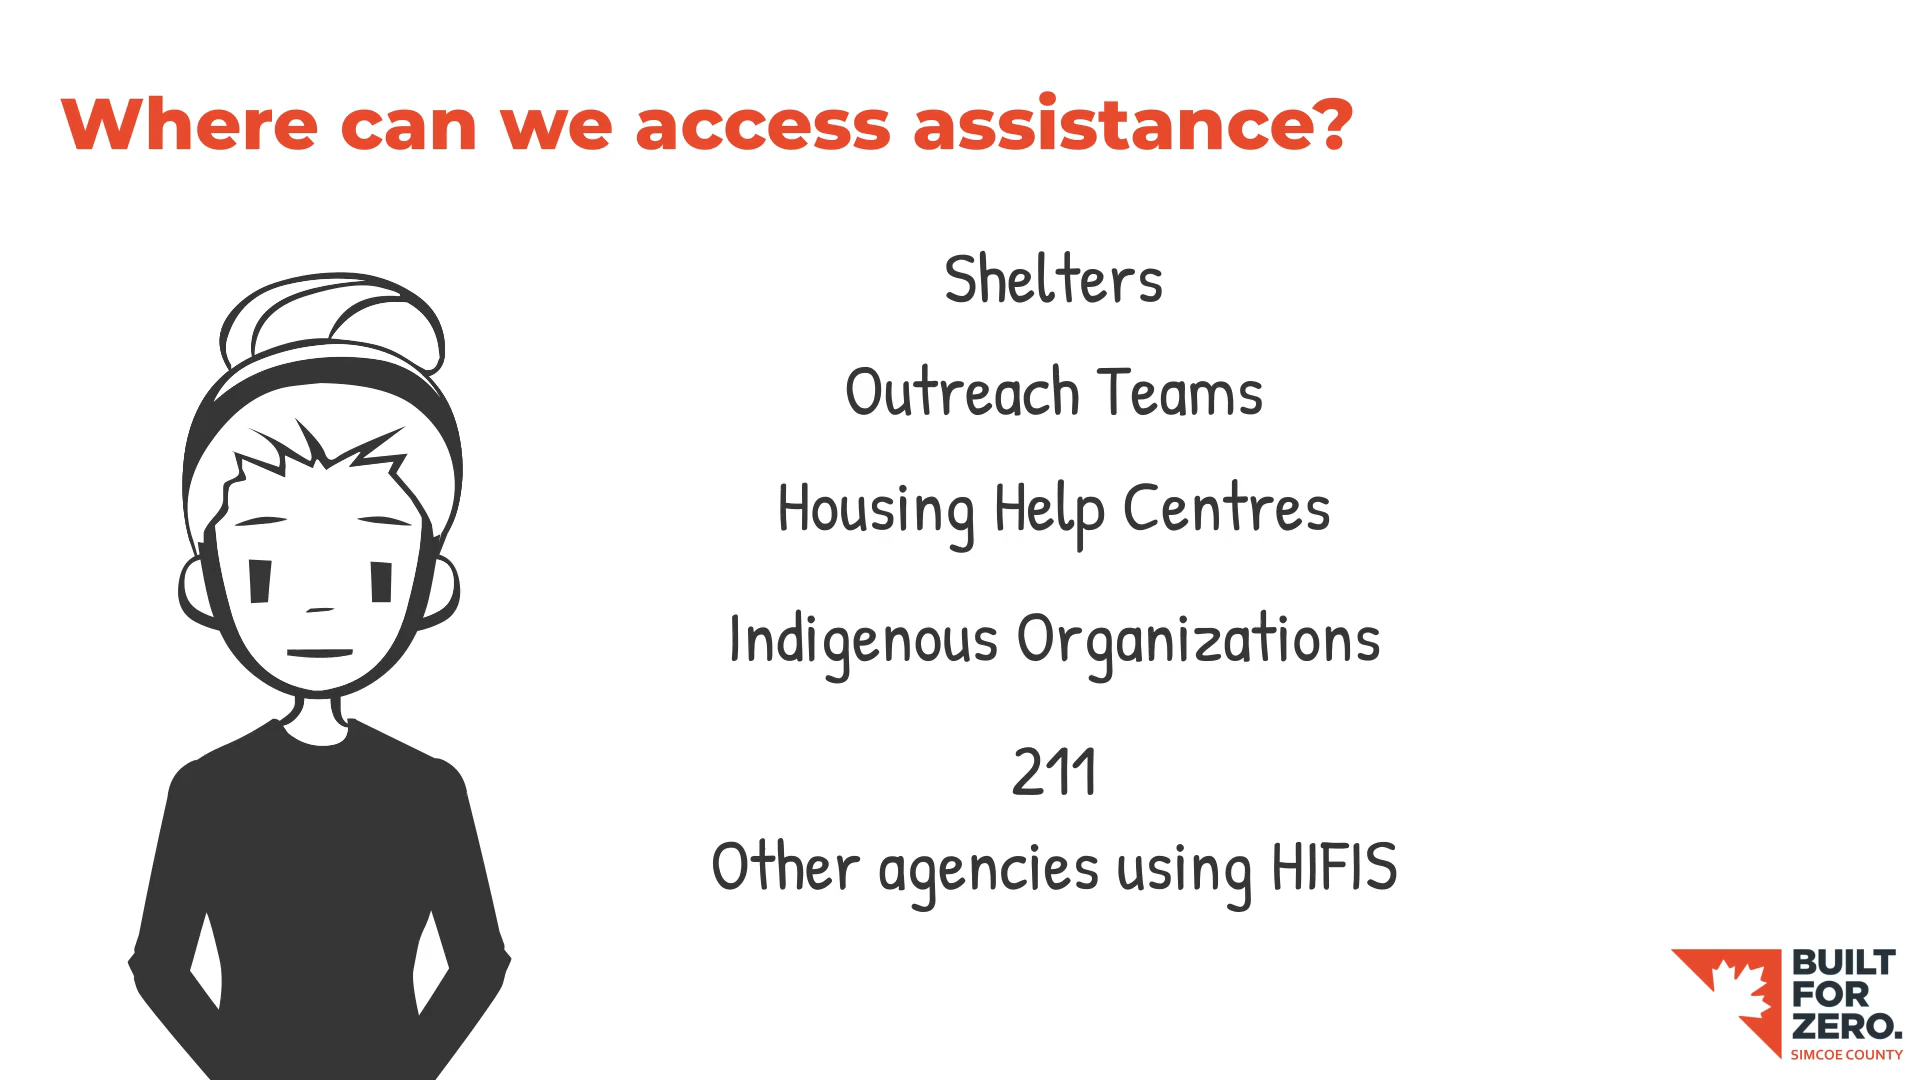 Where can we access assistance?
Shelters
Outreach Teams
Housing Help Centres
Indigenous Organizations
211
Other agencies using HIFIS
BUILT
FOR
ZERO.
SIMCOE COUNTY